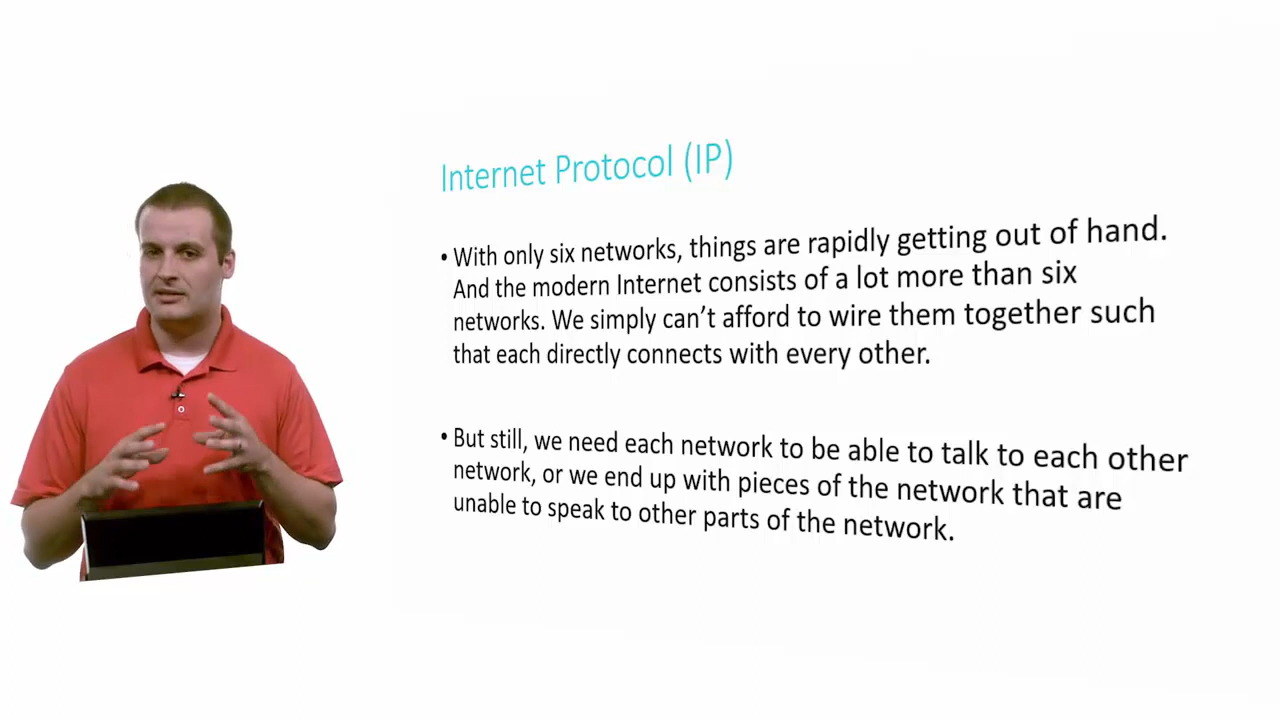 Internet Protocol (IP)
• With only six networks, things are rapidly getting out of hand.
And the modern Internet consists of a lot more than six
networks. We simply can’t afford to wire them together such
that each directly connects with every other.
• But still, we need each network to be able to talk to each other
network, or we end up with pieces of the network that are
unable to speak to other parts of the network.